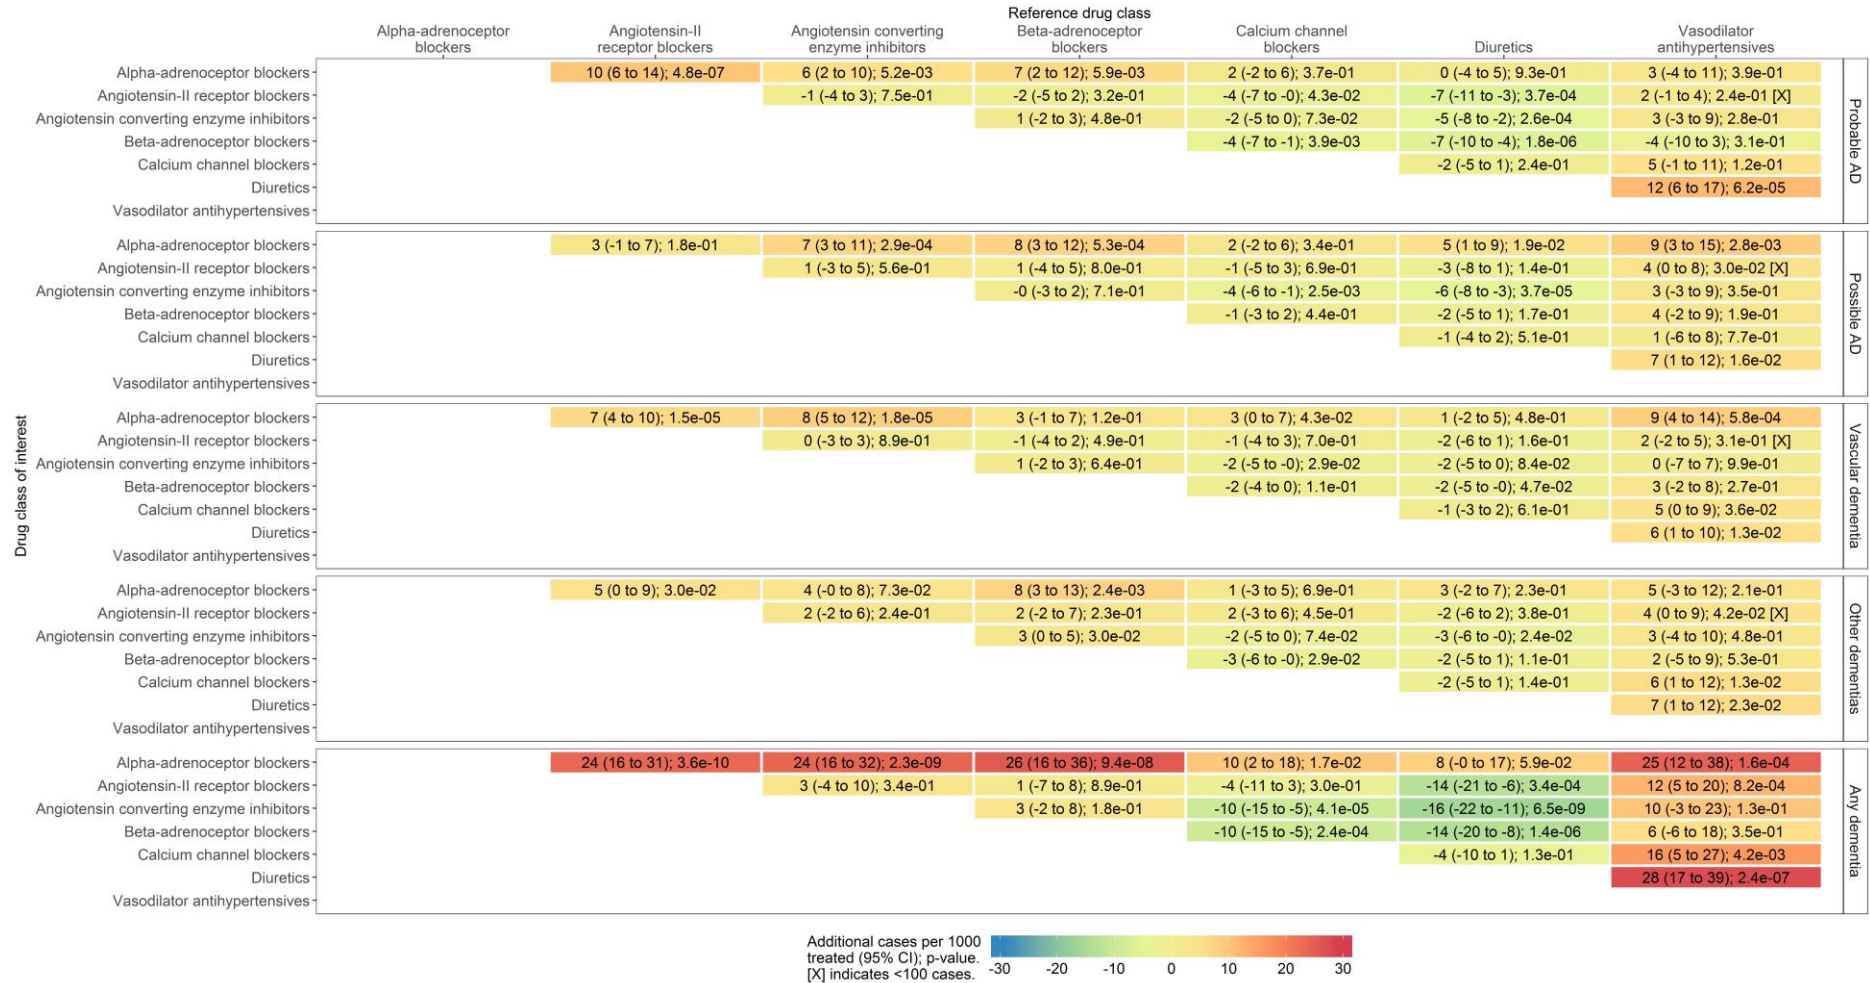 Reference drug class
Alpha-adrenoceptor blockers
Angiotensin-II receptor blockers
Angiotensin converting enzyme inhibitors
Beta-adrenoceptor blockers
Calcium channel blockers
Diuretics
Vasodilator antihypertensives
Drug class of interest
Probable AD
Alpha-adrenoceptor blockers 10 (6 to 14); 4.8e-07 6 (2 to 10); 5.2e-03 7 (2 to 12); 5.9e-03 2 (-2 to 6); 3.7e-01 0 (-4 to 5); 9.3e-01 3 (-4 to 11); 3.9e-01
Angiotensin-II receptor blockers -1 (-4 to 3); 7.5e-01 -2 (-5 to 2); 3.2e-01 -4 (-7 to -0); 4.3e-02 -7 (-11 to -3); 3.7e-04 2 (-1 to 4); 2.4e-01 [X]
Angiotensin converting enzyme inhibitors 1 (-2 to 3); 4.8e-01 -2 (-5 to 0); 7.3e-02 -5 (-8 to -2); 2.6e-04 3 (-3 to 9); 2.8e-01
Beta-adrenoceptor blockers -4 (-7 to -1); 3.9e-03 -7 (-10 to -4); 1.8e-06 -4 (-10 to 3); 3.1e-01
Calcium channel blockers -2 (-5 to 1); 2.4e-01 5 (-1 to 11); 1.2e-01
Diuretics 12 (6 to 17); 6.2e-05
Vasodilator antihypertensives
Possible AD
Alpha-adrenoceptor blockers 3 (-1 to 7); 1.8e-01 7 (3 to 11); 2.9e-04 8 (3 to 12); 5.3e-04 2 (-2 to 6); 3.4e-01 5 (1 to 9); 1.9e-02 9 (3 to 15); 2.8e-03
Angiotensin-II receptor blockers 1 (-3 to 5); 5.6e-01 1 (-4 to 5); 8.0e-01 -1 (-5 to 3); 6.9e-01 -3 (-8 to 1); 1.4e-01 4 (0 to 8); 3.0e-02 [X]
Angiotensin converting enzyme inhibitors -0 (-3 to 2); 7.1e-01 -4 (-6 to -1); 2.5e-03 -6 (-8 to -3); 3.7e-05 3 (-3 to 9); 3.5e-01
Beta-adrenoceptor blockers -1 (-3 to 2); 4.4e-01 -2 (-5 to 1); 1.7e-01 4 (-2 to 9); 1.9e-01
Calcium channel blockers -1 (-4 to 2); 5.1e-01 1 (-6 to 8); 7.7e-01
Diuretics 7 (1 to 12); 1.6e-02
Vasodilator antihypertensives
Vascular dementia
Alpha-adrenoceptor blockers 7 (4 to 10); 1.5e-05 8 (5 to 12); 1.8e-05 3 (-1 to 7); 1.2e-01 3 (0 to 7); 4.3e-02 1 (-2 to 5); 4.8e-01 9 (4 to 14); 5.8e-04
Angiotensin-II receptor blockers 0 (-3 to 3); 8.9e-01 -1 (-4 to 2); 4.9e-01 -1 (-4 to 3); 7.0e-01 -2 (-6 to 1); 1.6e-01 2 (-2 to 5); 3.1e-01 [X]
Angiotensin converting enzyme inhibitors 1 (-2 to 3); 6.4e-01 -2 (-5 to -0); 2.9e-02 -2 (-5 to 0); 8.4e-02 0 (-7 to 7); 9.9e-01
Beta-adrenoceptor blockers -2 (-4 to 0); 1.1e-01 -2 (-5 to -0); 4.7e-02 3 (-2 to 8); 2.7e-01
Calcium channel blockers -1 (-3 to 2); 6.1e-01 5 (0 to 9); 3.6e-02
Diuretics 6 (1 to 10); 1.3e-02
Vasodilator antihypertensives
Other dementias
Alpha-adrenoceptor blockers 5 (0 to 9); 3.0e-02 4 (-0 to 8); 7.3e-02 8 (3 to 13); 2.4e-03 1 (-3 to 5); 6.9e-01 3 (-2 to 7); 2.3e-01 5 (-3 to 12); 2.1e-01
Angiotensin-II receptor blockers 2 (-2 to 6); 2.4e-01 2 (-2 to 7); 2.3e-01 2 (-3 to 6); 4.5e-01 -2 (-6 to 2); 3.8e-01 4 (0 to 9); 4.2e-02 [X]
Angiotensin converting enzyme inhibitors 3 (0 to 5); 3.0e-02 -2 (-5 to 0); 7.4e-02 -3 (-6 to -0); 2.4e-02 3 (-4 to 10); 4.8e-01
Beta-adrenoceptor blockers -3 (-6 to -0); 2.9e-02 -2 (-5 to 1); 1.1e-01 2 (-5 to 9); 5.3e-01
Calcium channel blockers -2 (-5 to 1); 1.4e-01 6 (1 to 12); 1.3e-02
Diuretics 7 (1 to 12); 2.3e-02
Vasodilator antihypertensives
Any dementia
Alpha-adrenoceptor blockers 24 (16 to 31); 3.6e-10 24 (16 to 32); 2.3e-09 26 (16 to 36); 9.4e-08 10 (2 to 18); 1.7e-02 8 (-0 to 17); 5.9e-02 25 (12 to 38); 1.6e-04
Angiotensin-II receptor blockers 3 (-4 to 10); 3.4e-01 1 (-7 to 8); 8.9e-01 -4 (-11 to 3); 3.0e-01 -14 (-21 to -6); 3.4e-04 12 (5 to 20); 8.2e-04
Angiotensin converting enzyme inhibitors 3 (-2 to 8); 1.8e-01 -10 (-15 to -5); 4.1e-05 -16 (-22 to -11); 6.5e-09 10 (-3 to 23); 1.3e-01
Beta-adrenoceptor blockers -10 (-15 to -5); 2.4e-04 -14 (-20 to -8); 1.4e-06 6 (-6 to 18); 3.5e-01
Calcium channel blockers -4 (-10 to 1); 1.3e-01 16 (5 to 27); 4.2e-03
Diuretics 28 (17 to 39); 2.4e-07
Vasodilator antihypertensives
Additional cases per 1000
treated (95% CI); p-value.
[X] indicates <100 cases.
-30 -20 -10 0 10 20 30